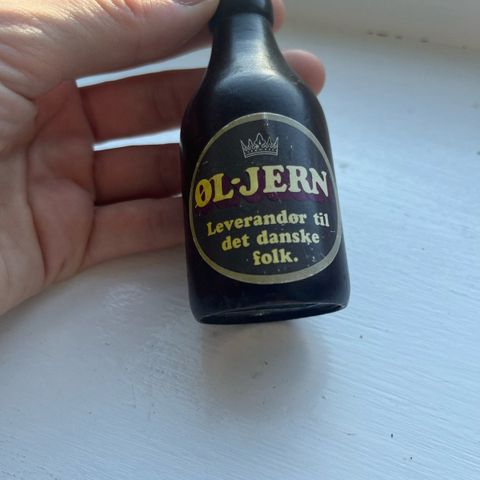 ØL-JERN
Leverandør til
det danske
folk.